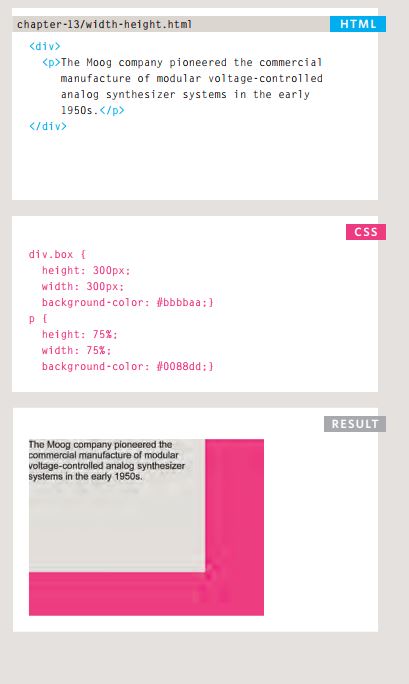 chapter-13/width-height.html HTML
<div>
<p>The Moog company pioneered the commercial
manufacture of modular voltage-controlled
analog synthesizer systems in the early
1950s.</p>
</div>
CSS
div.box {
height: 300px;
width: 300px;
background-color: #bbbbaa;}
p {
height: 75%;
width: 75%;
background-color: #0088dd;}
RESULT
The Moog company pioneered the
commercial manufacture of modular
voltage-controlled analog synthesizer
systems in the early 1950s.